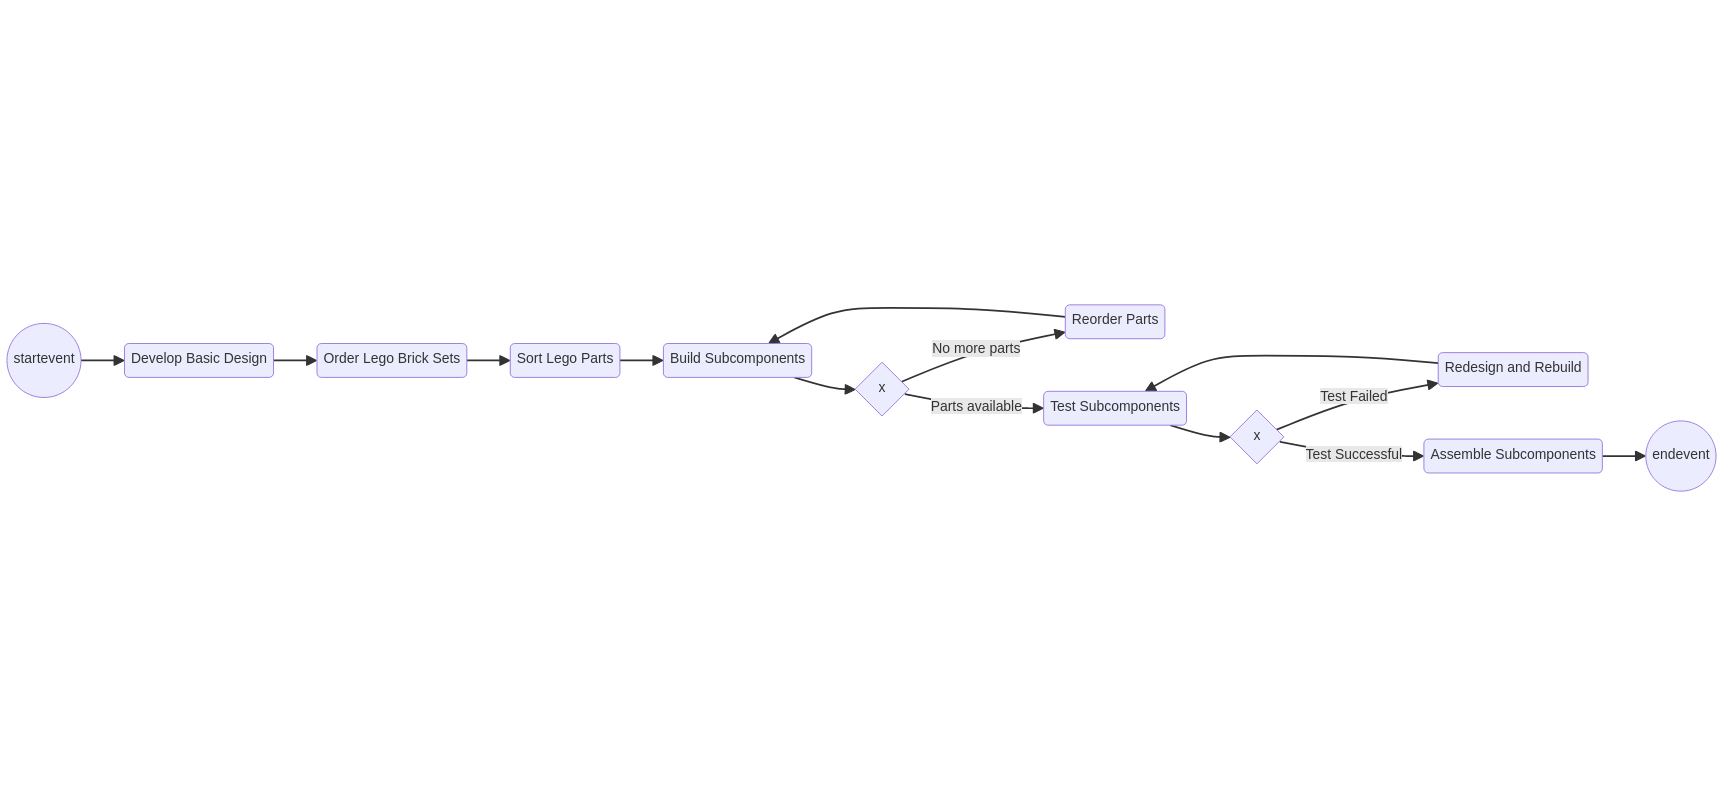 startevent
Develop Basic Design
Order Lego Brick Sets
Sort Lego Parts
Build Subcomponents
x
No more parts
Reorder Parts
Parts available
Test Subcomponents
x
Test Failed
Redesign and Rebuild
Test Successful
Assemble Subcomponents
endevent